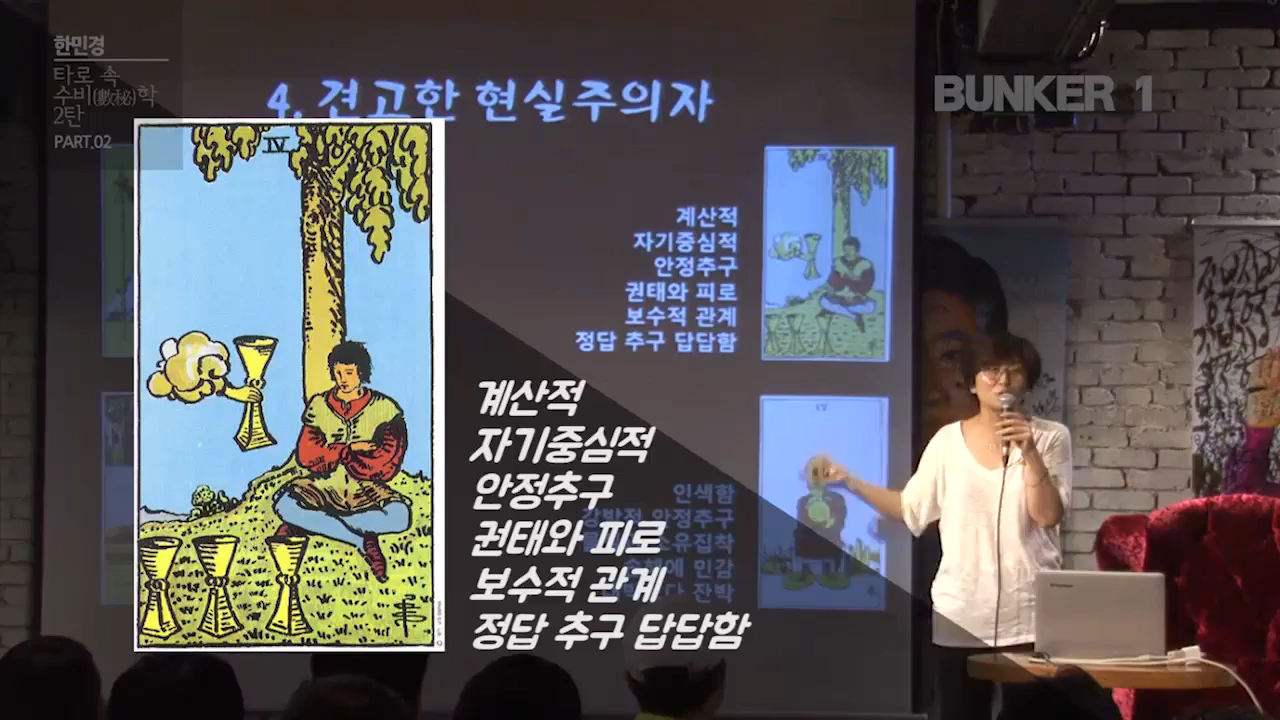 한민경
타로 속
수비(數秘)학
2탄
PART.02
BUNKER 1
4. 견고한 현실주의자
IV
계산적
자기중심적
안정추구
권태와 피로
보수적 관계
정답 추구 답답함
계산적
자기중심적
안정추구
권태와 피로
보수적 관계
정답 추구 답답함
인색함
안정추구
민감